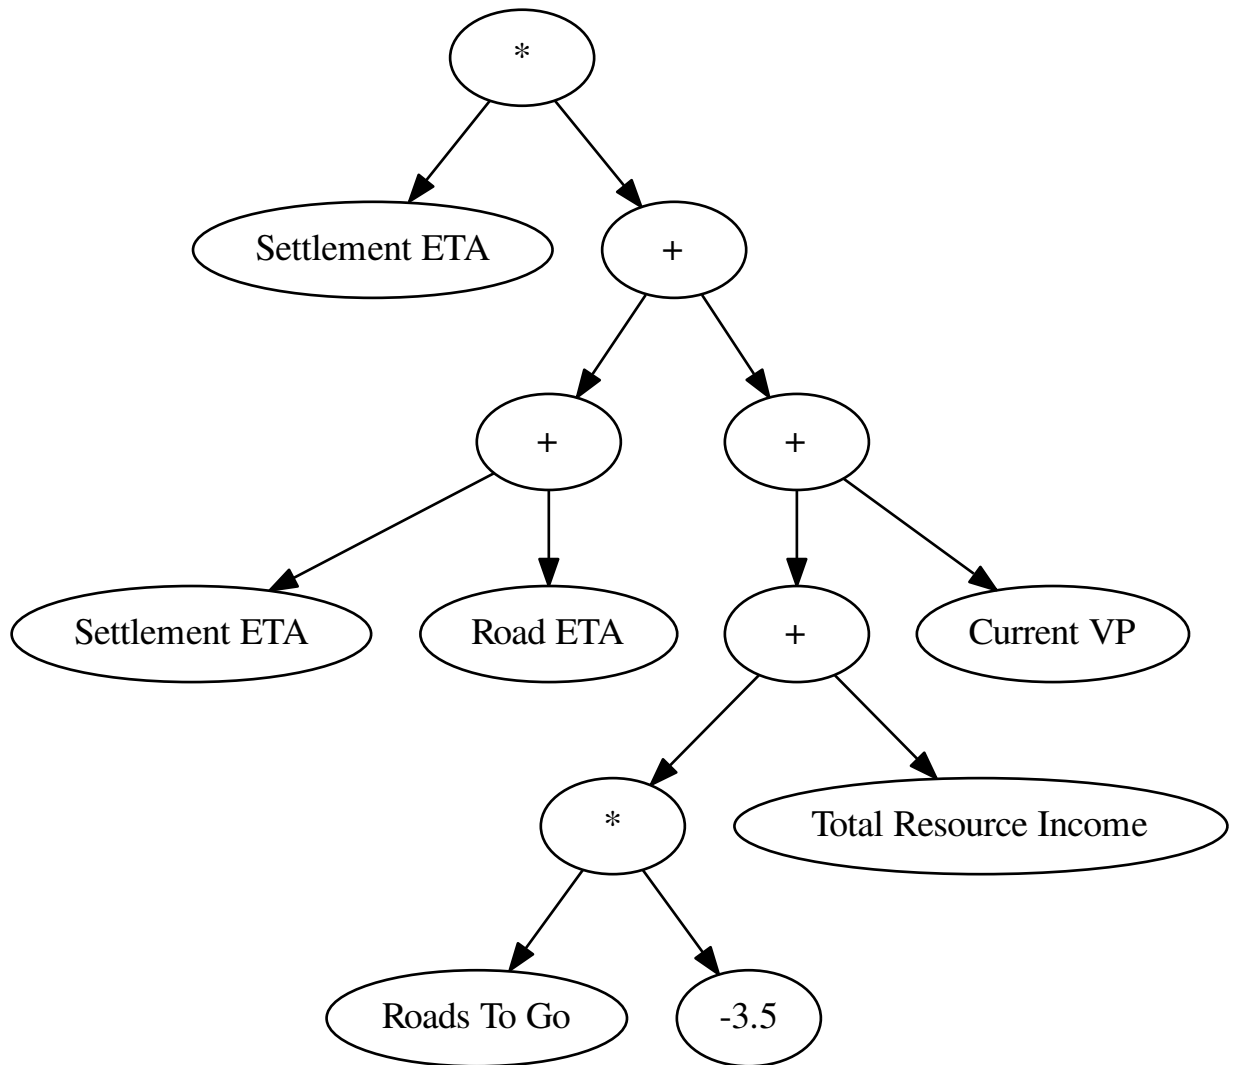 *
Settlement ETA
+
+
+
Settlement ETA
Road ETA
+
Current VP
*
Total Resource Income
Roads To Go
-3.5